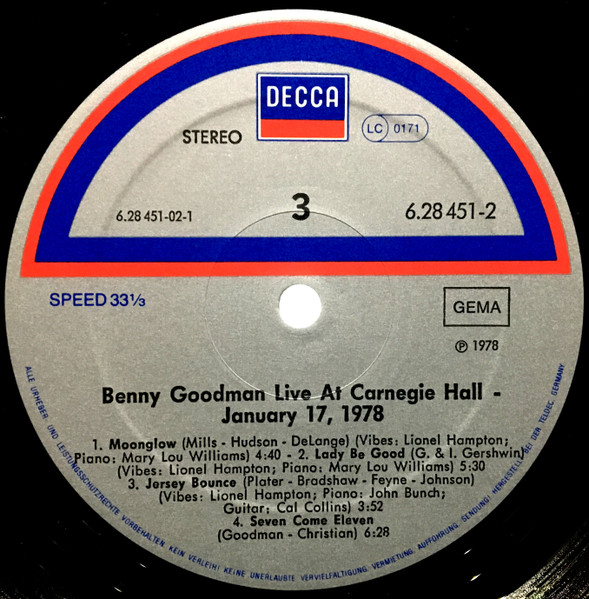 DECCA
STEREO
LC 0171
3
6.28 451-02-1
6.28 451-2
SPEED 33⅓
GEMA
℗ 1978
Benny Goodman Live At Carnegie Hall -
January 17, 1978
1. Moonglow (Mills - Hudson - DeLange) (Vibes: Lionel Hampton;
Piano: Mary Lou Williams) 4:40 - 2. Lady Be Good (G. & I. Gershwin)
(Vibes: Lionel Hampton; Piano: Mary Lou Williams) 5:30
3. Jersey Bounce (Plater - Bradshaw - Feyne - Johnson)
(Vibes: Lionel Hampton; Piano: John Bunch;
Guitar: Cal Collins) 3:52
4. Seven Come Eleven
(Goodman - Christian) 6:28
ALLE URHEBER- UND LEISTUNGSSCHUTZRECHTE VORBEHALTEN. KEIN VERLEIH! KEINE UNERLAUBTE VERVIELFÄLTIGUNG, VERMIETUNG, AUFFÜHRUNG, SENDUNG! HERGESTELLT BEI DER TELDEC, GERMANY